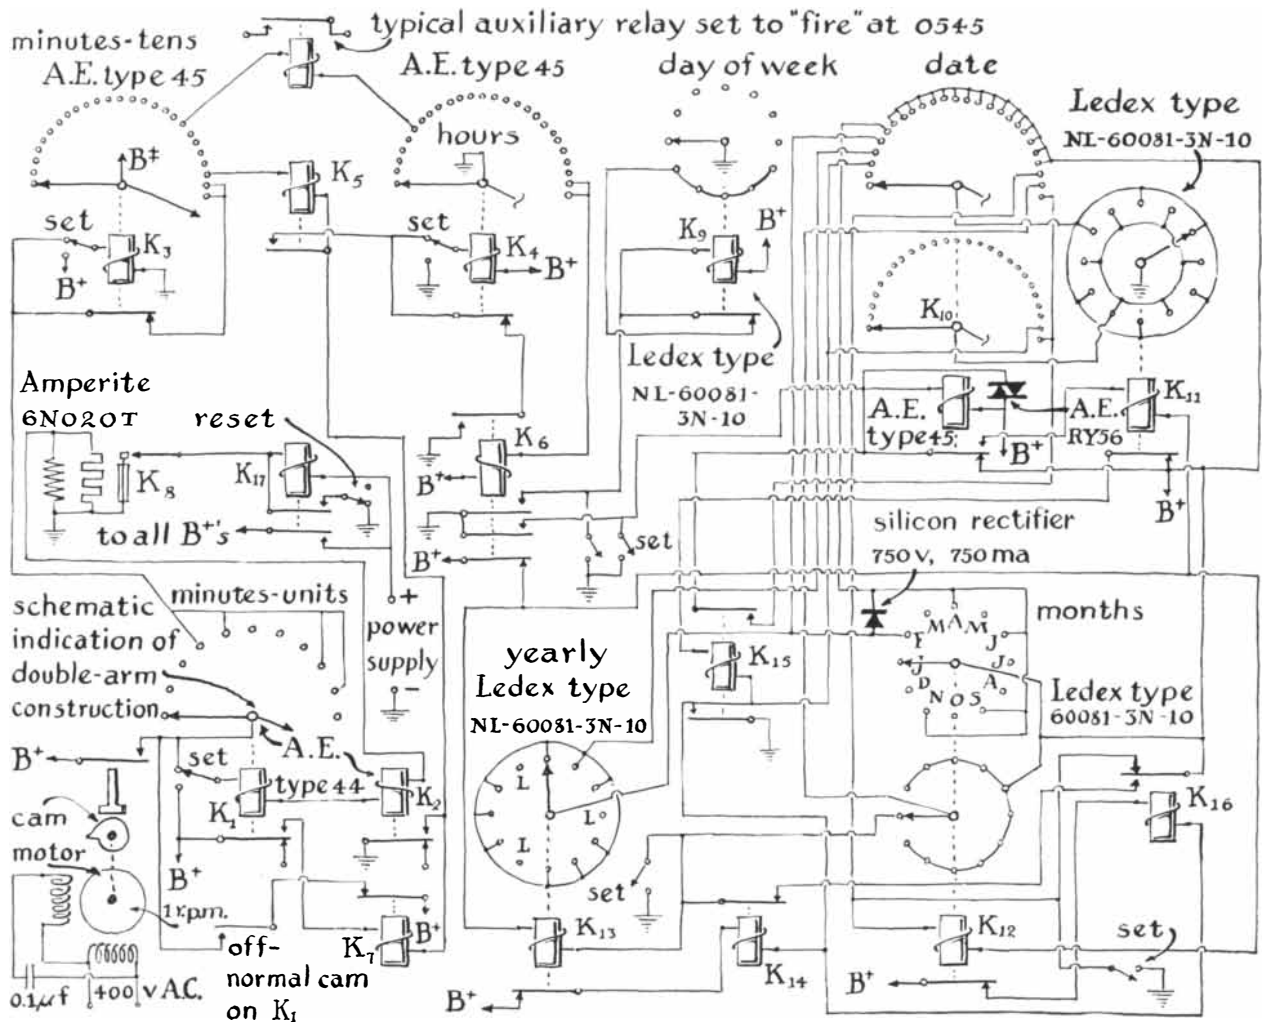 typical auxiliary relay set to "fire" at 0545
minutes-tens
A.E. type 45
A.E. type 45
day of week
date
Ledex type
NL-60081-3N-10
hours
B+
K5
set
K3
B+
set
K4
B+
K9
B+
K10
Ledex type
NL-60081-
3N-10
Amperite
6N020T
reset
K8
K17
K6
B+
B+
to all B+'s
set
A.E.
type 45
B+
A.E.
RY56
K11
B+
silicon rectifier
750 v, 750 ma
schematic
indication of
double-arm
construction
minutes-units
+
power
supply
-
yearly
Ledex type
NL-60081-3N-10
K15
months
F M A M J
J J
D N O S A
Ledex type
60081-3N-10
B+
set
A.E.
type 44
K1
K2
cam
motor
B+
1 r.p.m.
L
L
L
set
K16
off-
normal cam
on K1
K7
B+
K13
K14
K12
set
B+
B+
0.1µf
400 v A.C.